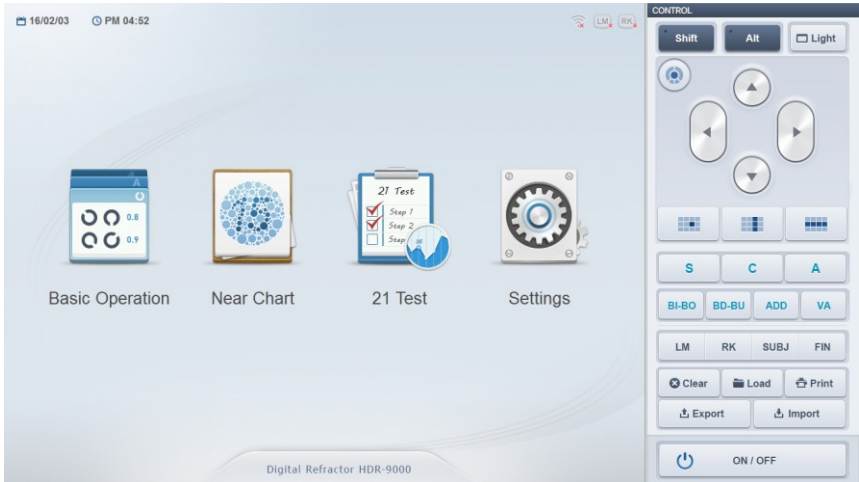 16/02/03 PM 04:52 LM RK
A
0.8
0.9
21 Test
Step 1
Step 2
Step
Basic Operation Near Chart 21 Test Settings
Digital Refractor HDR-9000
CONTROL
Shift Alt Light
S C A
BI-BO BD-BU ADD VA
LM RK SUBJ FIN
Clear Load Print
Export Import
ON / OFF